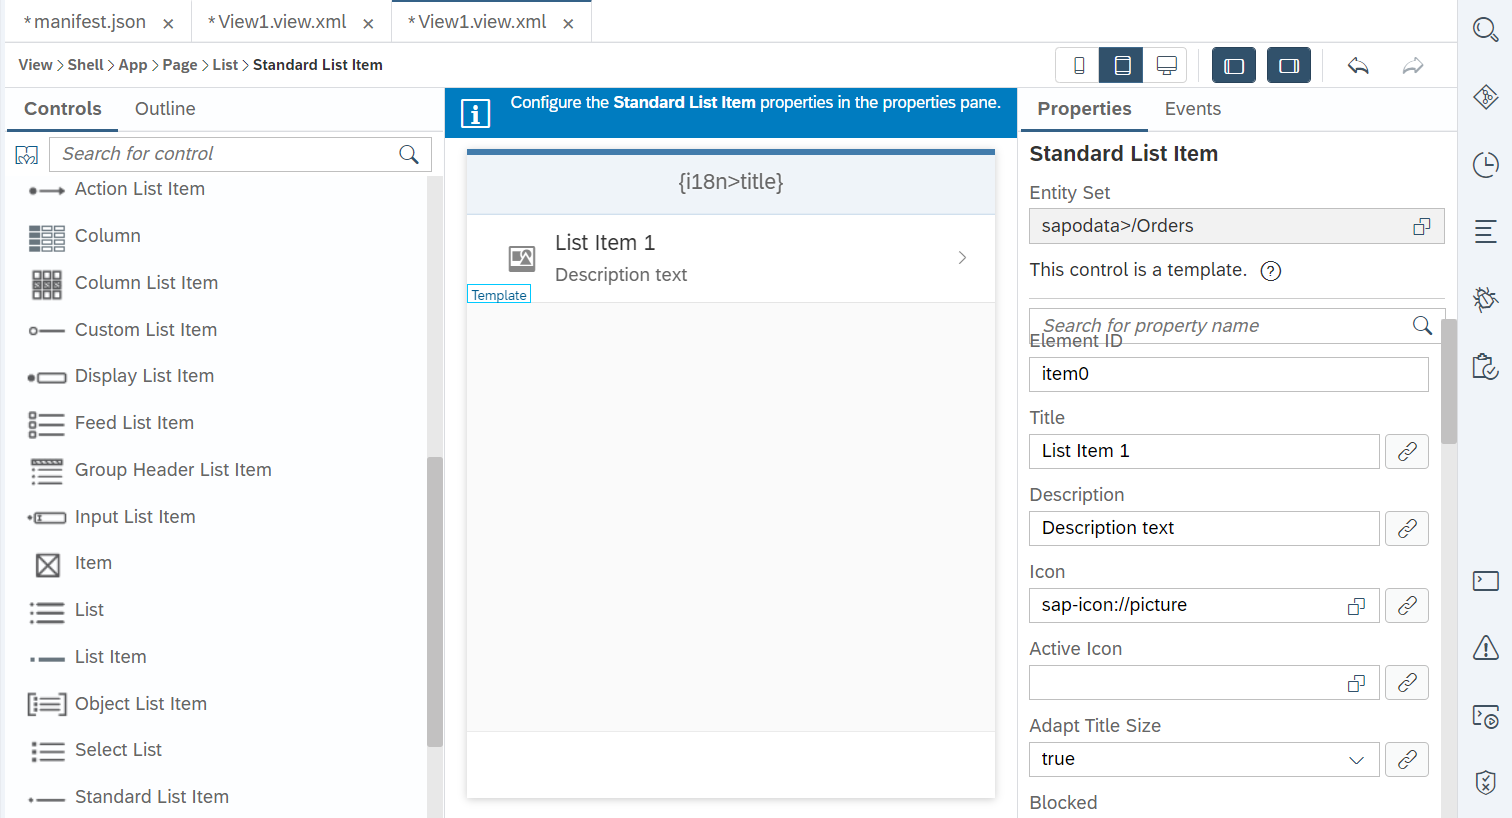 *manifest.json × *View1.view.xml × *View1.view.xml ×
View > Shell > App > Page > List > Standard List Item
Controls Outline
Search for control
Action List Item
Column
Column List Item
Custom List Item
Display List Item
Feed List Item
Group Header List Item
Input List Item
Item
List
List Item
Object List Item
Select List
Standard List Item
Configure the Standard List Item properties in the properties pane.
{i18n>title}
List Item 1
Description text
Template
Properties Events
Standard List Item
Entity Set
sapodata>/Orders
This control is a template.
Search for property name
Element ID
item0
Title
List Item 1
Description
Description text
Icon
sap-icon://picture
Active Icon
Adapt Title Size
true
Blocked